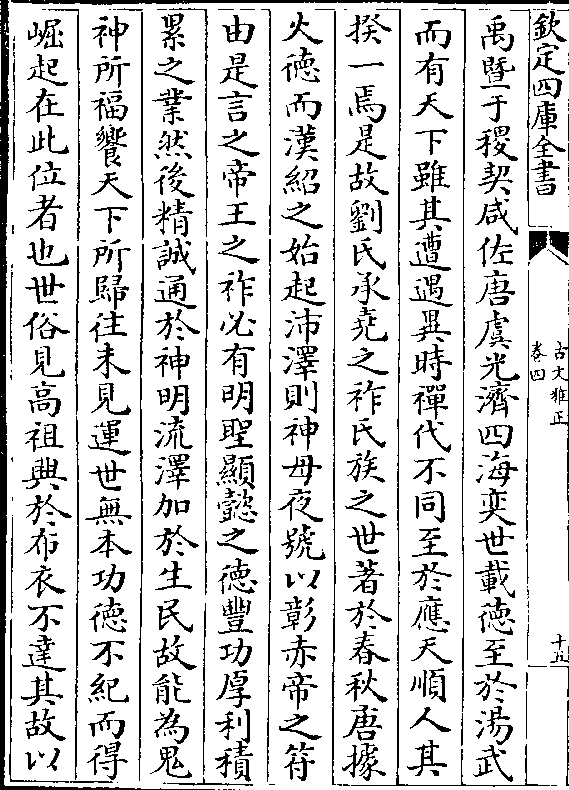 欽定四庫全書
古文雅正
卷四
十五
禹暨于稷契咸佐唐虞光濟四海奕世載徳至於湯武
而有天下雖其遭遇異時禪代不同至於應天順人其
揆一焉是故劉氏承堯之祚氏族之世著於春秋唐據
火徳而漢紹之始起沛澤則神母夜號以彰赤帝之符
由是言之帝王之祚必有明聖顯懿之徳豐功厚利積
累之業然後精誠通於神明流澤加於生民故能為鬼
神所福饗天下所歸往未見運世無本功徳不紀而得
崛起在此位者也世俗見高祖興於布衣不達其故以